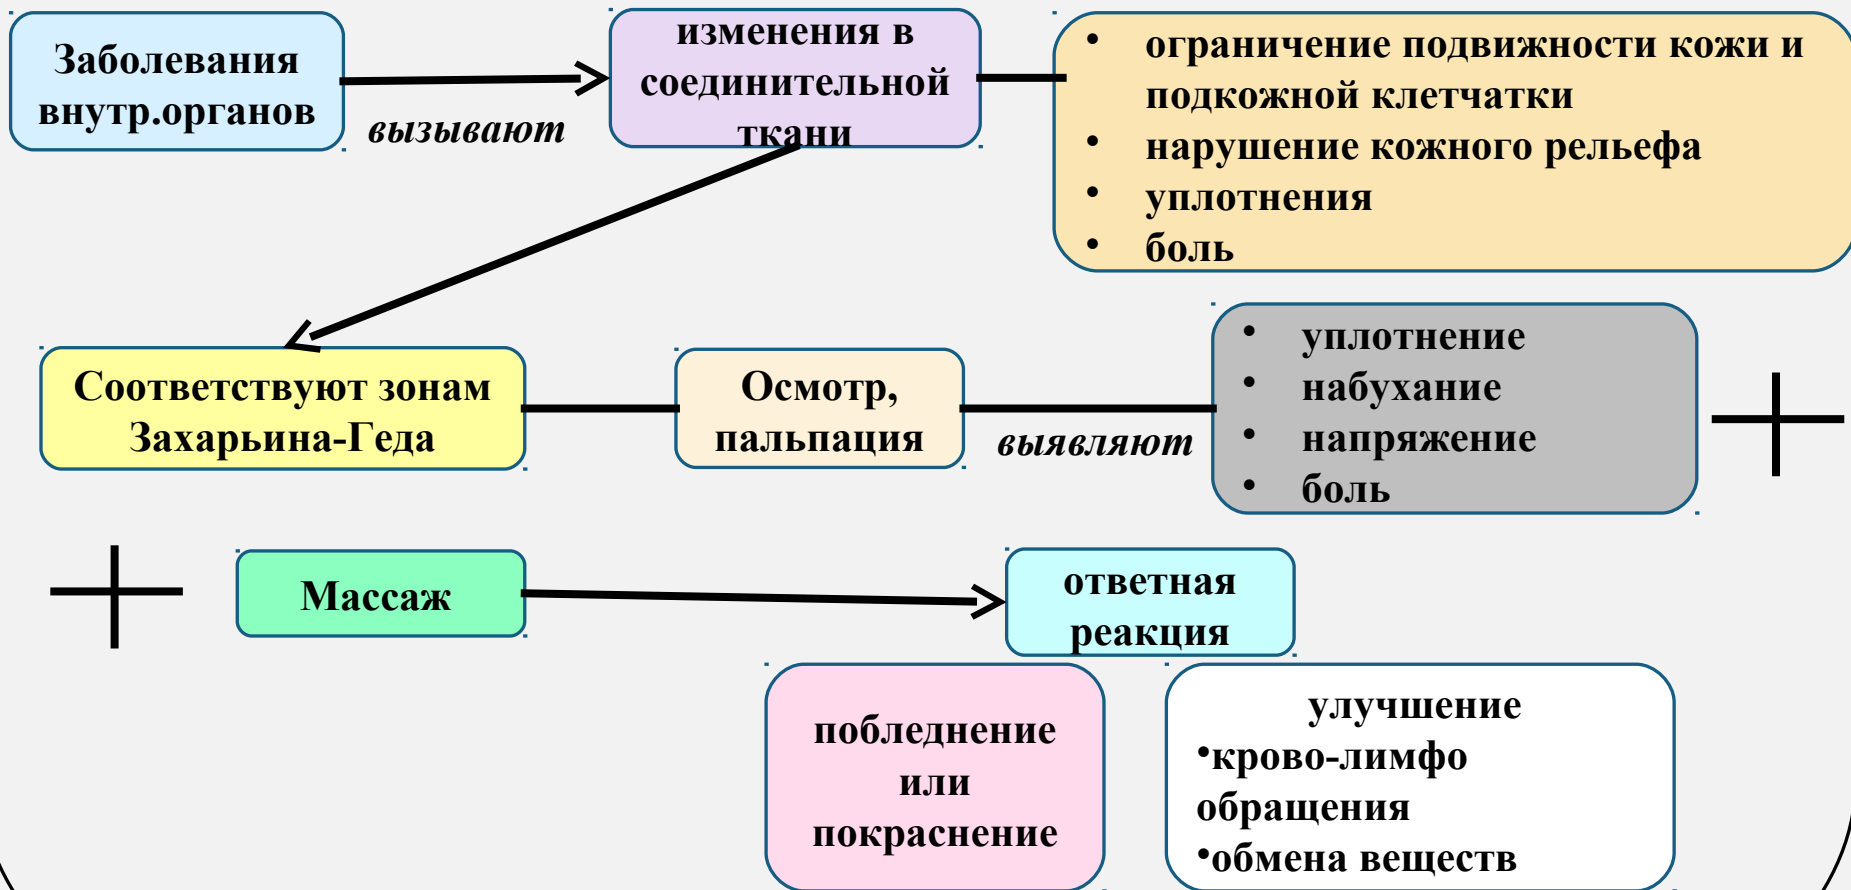 Заболевания
внутр.органов
вызывают
изменения в
соединительной
ткани
• ограничение подвижности кожи и
подкожной клетчатки
• нарушение кожного рельефа
• уплотнения
• боль
Соответствуют зонам
Захарьина-Геда
Осмотр,
пальпация
выявляют
• уплотнение
• набухание
• напряжение
• боль
Массаж
ответная
реакция
побледнение
или
покраснение
улучшение
•крово-лимфо
обращения
•обмена веществ